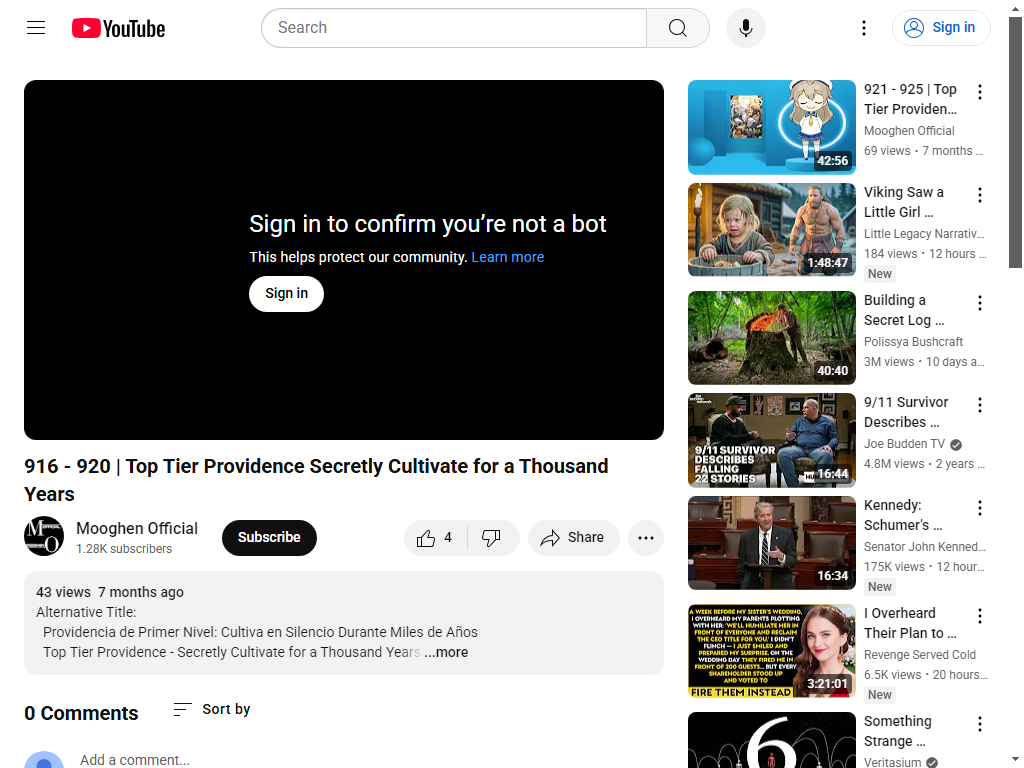 YouTube
Search
Sign in
Sign in to confirm you’re not a bot
This helps protect our community. Learn more
Sign in
916 - 920 | Top Tier Providence Secretly Cultivate for a Thousand
Years
Mooghen Official
1.28K subscribers
Subscribe
4
Share
43 views 7 months ago
Alternative Title:
Providencia de Primer Nivel: Cultiva en Silencio Durante Miles de Años
Top Tier Providence - Secretly Cultivate for a Thousand Years ...more
0 Comments
Sort by
Add a comment...
42:56
921 - 925 | Top
Tier Providen…
Mooghen Official
69 views • 7 months …
1:48:47
Viking Saw a
Little Girl …
Little Legacy Narrativ…
184 views • 12 hours …
New
40:40
Building a
Secret Log …
Polissya Bushcraft
3M views • 10 days a…
9/11 SURVIVOR
DESCRIBES
FALLING
22 STORIES
16:44
9/11 Survivor
Describes …
Joe Budden TV
4.8M views • 2 years …
16:34
Kennedy:
Schumer’s …
Senator John Kenned…
175K views • 12 hour…
New
A WEEK BEFORE MY SISTER'S WEDDING,
I OVERHEARD MY PARENTS PLOTTING
WITH HER: 'WE'LL HUMILIATE HER IN
FRONT OF EVERYONE AND RECLAIM
THE CEO TITLE FOR YOU.' I DIDN'T
FLINCH — I JUST SMILED AND
PREPARED MY SURPRISE. ON THE
WEDDING DAY THEY FIRED ME IN
FRONT OF 200 GUESTS... BUT EVERY
SHAREHOLDER STOOD UP
AND VOTED TO
FIRE THEM INSTEAD
3:21:01
I Overheard
Their Plan to …
Revenge Served Cold
6.5K views • 20 hours…
New
6
Something
Strange …
Veritasium